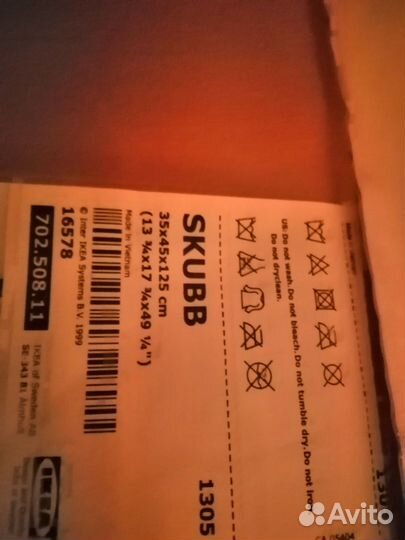 SKUBB
35x45x125 cm
(13 ¾x17 ¾x49 ¼")
Made in Vietnam
© Inter IKEA Systems B.V. 1999
16578
702.508.11
IKEA of Sweden AB
SE-343 81 Älmhult
IKEA
1305
US: Do not wash. Do not bleach. Do not tumble dry. Do not iron.
Do not dryclean.
Avito